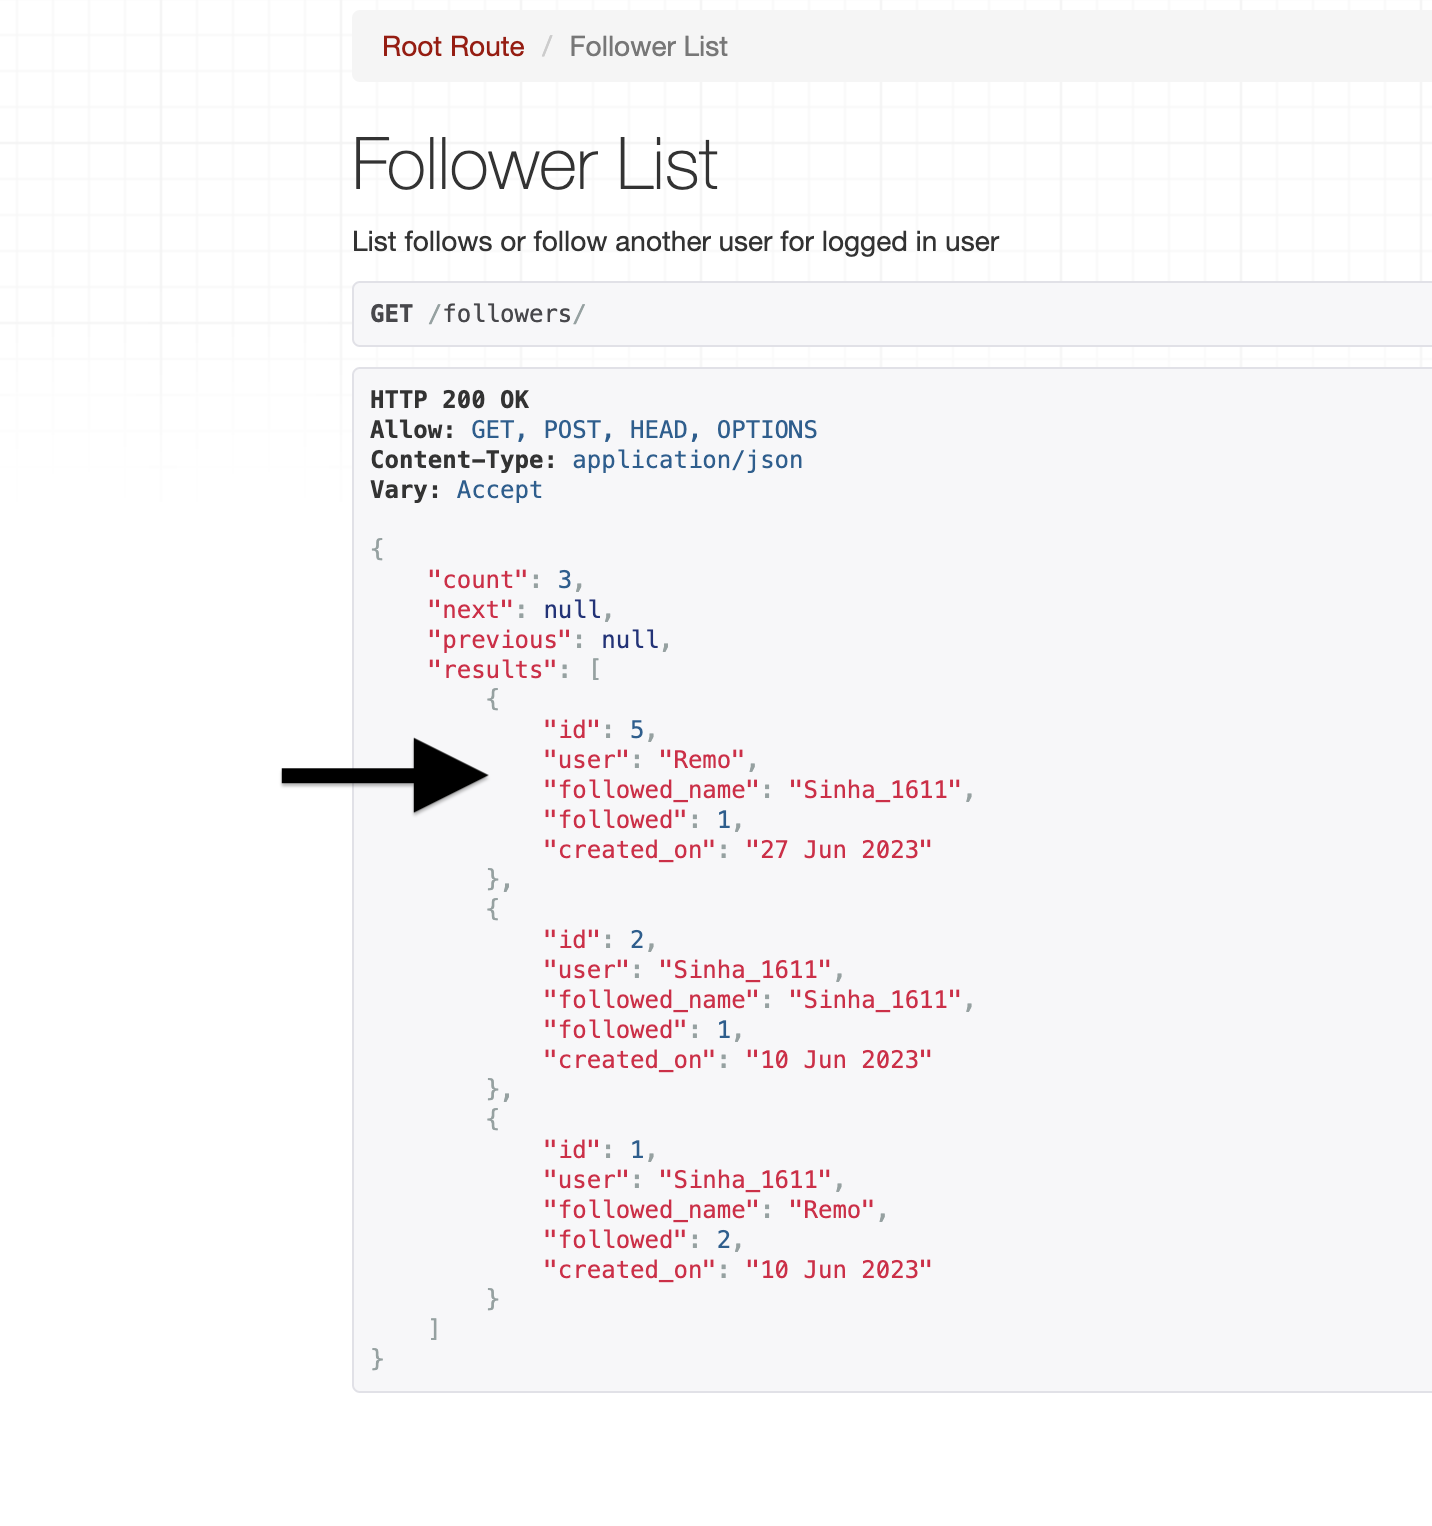 Root Route / Follower List
Follower List
List follows or follow another user for logged in user
GET /followers/
HTTP 200 OK
Allow: GET, POST, HEAD, OPTIONS
Content-Type: application/json
Vary: Accept
{
    "count": 3,
    "next": null,
    "previous": null,
    "results": [
        {
            "id": 5,
            "user": "Remo",
            "followed_name": "Sinha_1611",
            "followed": 1,
            "created_on": "27 Jun 2023"
        },
        {
            "id": 2,
            "user": "Sinha_1611",
            "followed_name": "Sinha_1611",
            "followed": 1,
            "created_on": "10 Jun 2023"
        },
        {
            "id": 1,
            "user": "Sinha_1611",
            "followed_name": "Remo",
            "followed": 2,
            "created_on": "10 Jun 2023"
        }
    ]
}